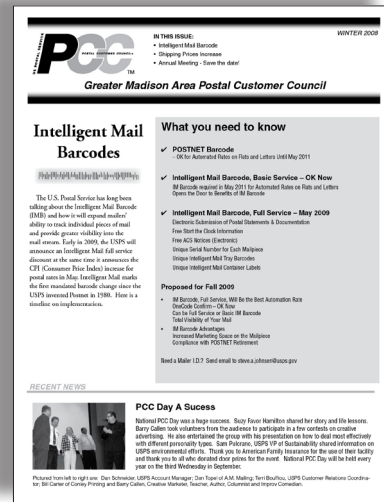 WINTER 2008
US POSTAL SERVICE
PCC
POSTAL CUSTOMER COUNCIL
TM
IN THIS ISSUE:
• Intelligent Mail Barcode
• Shipping Prices Increase
• Annual Meeting - Save the date!
Greater Madison Area Postal Customer Council
Intelligent Mail
Barcodes
The U.S. Postal Service has long been
talking about the Intelligent Mail Barcode
(IMB) and how it will expand mailers'
ability to track individual pieces of mail
and provide greater visibility into the
mail stream. Early in 2009, the USPS will
announce an Intelligent Mail full service
discount at the same time it announces the
CPI (Consumer Price Index) increase for
postal rates in May. Intelligent Mail marks
the first mandated barcode change since the
USPS invented Postnet in 1980. Here is a
timeline on implementation.
What you need to know
✔ POSTNET Barcode
– OK for Automated Rates on Flats and Letters Until May 2011
✔ Intelligent Mail Barcode, Basic Service – OK Now
IM Barcode required in May 2011 for Automated Rates on Flats and Letters
Opens the Door to Benefits of IM Barcode
✔ Intelligent Mail Barcode, Full Service – May 2009
Electronic Submission of Postal Statements & Documentation
Free Start the Clock Information
Free ACS Notices (Electronic)
Unique Serial Number for Each Mailpiece
Unique Intelligent Mail Tray Barcodes
Unique Intelligent Mail Container Labels
Proposed for Fall 2009
• IM Barcode, Full Service, Will Be the Best Automation Rate
OneCode Confirm – OK Now
Can be Full Service or Basic IM Barcode
Total Visibility of Your Mail
• IM Barcode Advantages
Increased Marketing Space on the Mailpiece
Compliance with POSTNET Retirement
Need a Mailer I.D.? Send email to steve.a.johnsen@usps.gov
RECENT NEWS
PCC Day A Sucess
National PCC Day was a huge success. Suzy Favor Hamilton shared her story and life lessons.
Barry Callen took volunteers from the audience to participate in a few contests on creative
advertising. He also entertained the group with his presentation on how to deal most effectively
with different personality types. Sam Pulcrano, USPS VP of Sustainability shared information on
USPS environmental efforts. Thank you to American Family Insurance for the use of their facility
and thank you to all who donated door prizes for the event. National PCC Day will be held every
year on the third Wednesday in September.
Pictured from left to right are: Dan Schneider, USPS Account Manager; Dan Topel of A.M. Mailing; Terri Bouffiou, USPS Customer Relations Coordina-
tor; Bill Carter of Conley Printing and Barry Callen, Creative Marketer, Teacher, Author, Columnist and Improv Comedian.